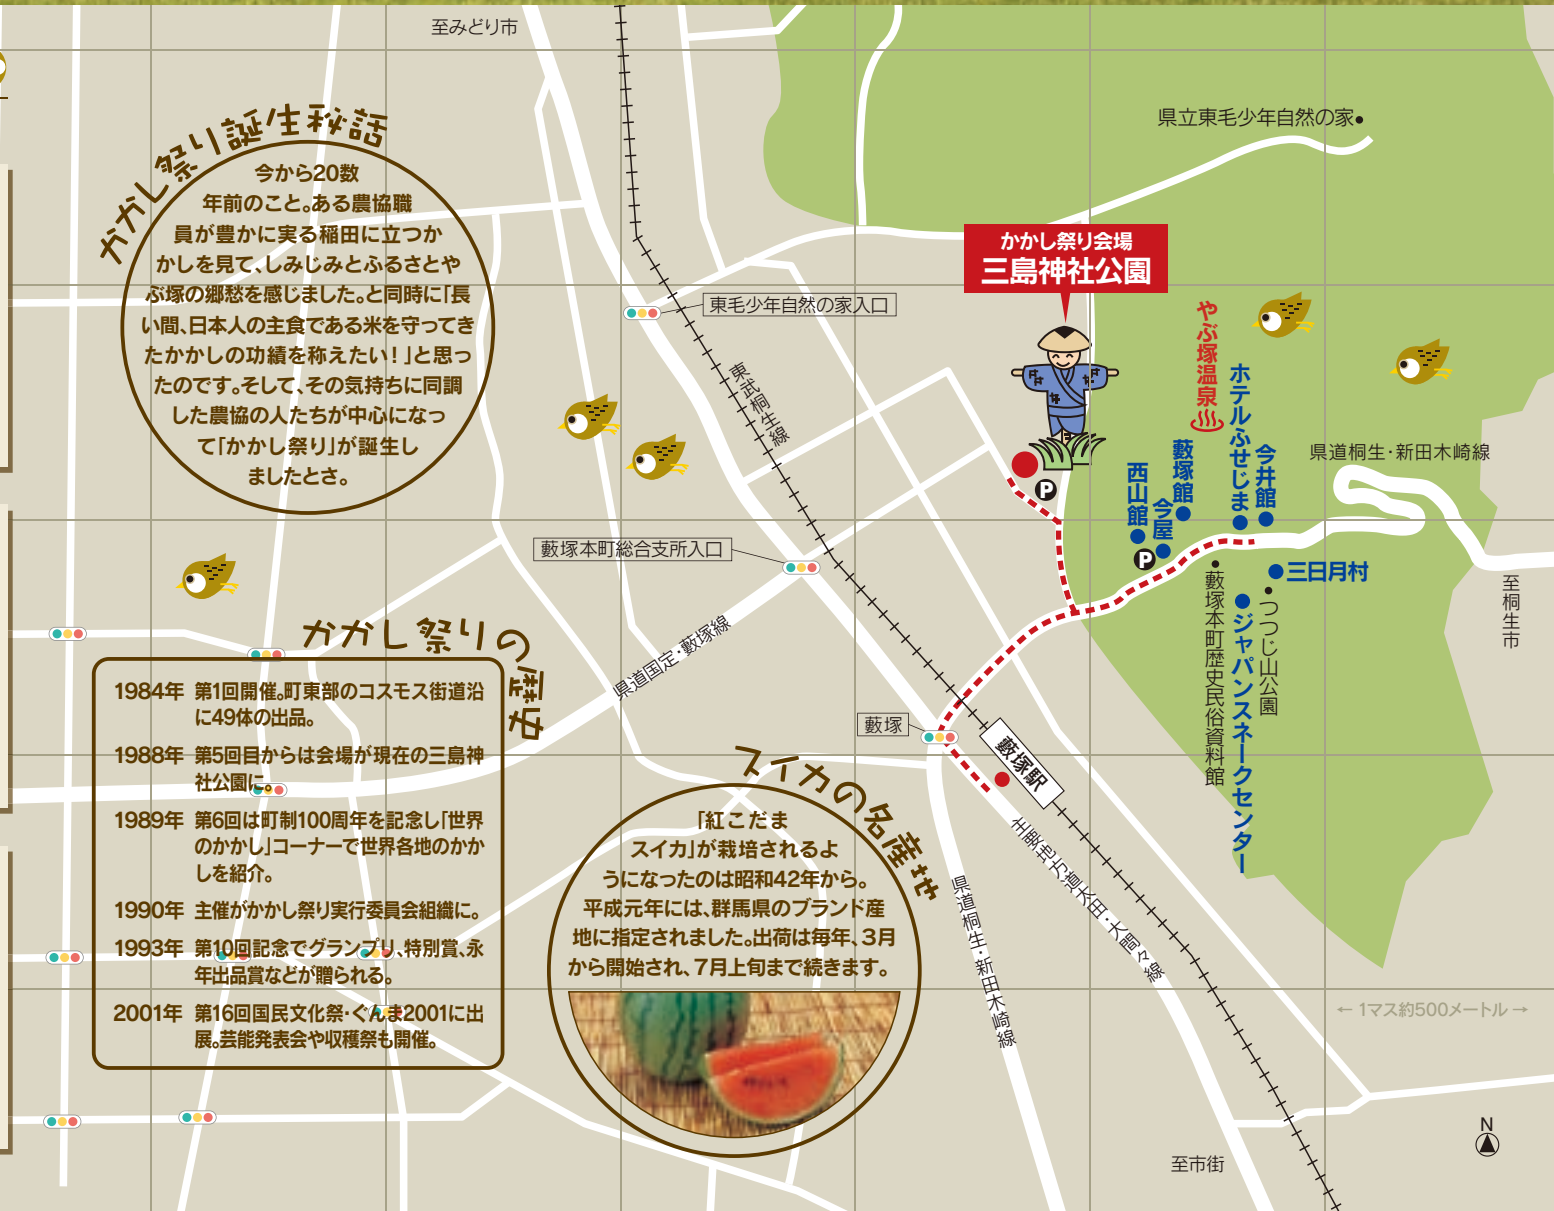 至みどり市
県立東毛少年自然の家
かかし祭り誕生秘話
今から20数
年前のこと。ある農協職
員が豊かに実る稲田に立つか
かしを見て、しみじみとふるさとや
ぶ塚の郷愁を感じました。と同時に「長
い間、日本人の主食である米を守ってき
たかかしの功績を称えたい！」と思っ
たのです。そして、その気持ちに同調
した農協の人たちが中心になっ
て「かかし祭り」が誕生し
ましたとさ。
かかし祭り会場
三島神社公園
東毛少年自然の家入口
東武桐生線
やぶ塚温泉
ホテルふせじま
今井館
藪塚館
西山館
今屋
P
P
県道桐生・新田木崎線
藪塚本町総合支所入口
三日月村
至桐生市
つつじ山公園
ジャパンスネークセンター
藪塚本町歴史民俗資料館
県道国定・藪塚線
藪塚
藪塚駅
かかし祭りの歴史
1984年 第1回開催。町東部のコスモス街道沿
に49体の出品。
1988年 第5回目からは会場が現在の三島神
社公園に。
1989年 第6回は町制100周年を記念し「世界
のかかし」コーナーで世界各地のかか
しを紹介。
1990年 主催がかかし祭り実行委員会組織に。
1993年 第10回記念でグランプリ、特別賞、永
年出品賞などが贈られる。
2001年 第16回国民文化祭・ぐんま2001に出
展。芸能発表会や収穫祭も開催。
スイカの名産地
「紅こだま
スイカ」が栽培されるよ
うになったのは昭和42年から。
平成元年には、群馬県のブランド産
地に指定されました。出荷は毎年、3月
から開始され、7月上旬まで続きます。
主要地方道太田・大間々線
県道桐生・新田木崎線
← 1マス約500メートル →
N
至市街